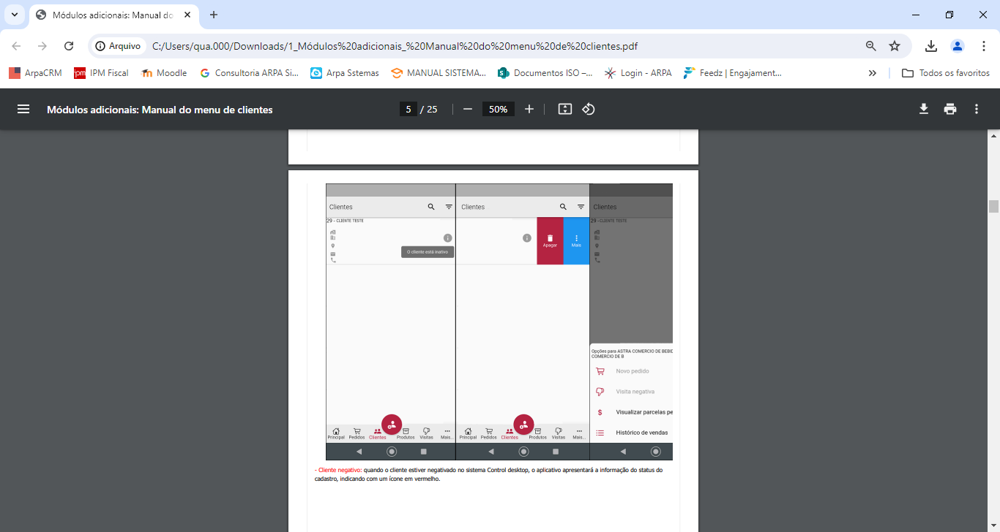 Módulos adicionais: Manual do
Arquivo
C:/Users/qua.000/Downloads/1_Módulos%20adicionais_%20Manual%20do%20menu%20de%20clientes.pdf
ArpaCRM
IPM Fiscal
Moodle
Consultoria ARPA Si...
Arpa Sstemas
MANUAL SISTEMA...
Documentos ISO –...
Login - ARPA
Feedz | Engajament...
Todos os favoritos
Módulos adicionais: Manual do menu de clientes
5 / 25
50%
Clientes
29 - CLIENTE TESTE
O cliente está inativo
Principal Pedidos Clientes Produtos Visitas Mais...
Clientes
Apagar
Mais
Principal Pedidos Clientes Produtos Visitas Mais...
Clientes
29 - CLIENTE TESTE
Opções para ASTRA COMERCIO DE BEBID
COMERCIO DE B
Novo pedido
Visita negativa
Visualizar parcelas pe
Histórico de vendas
- Cliente negativo: quando o cliente estiver negativado no sistema Control desktop, o aplicativo apresentará a informação do status do
cadastro, indicando com um ícone em vermelho.